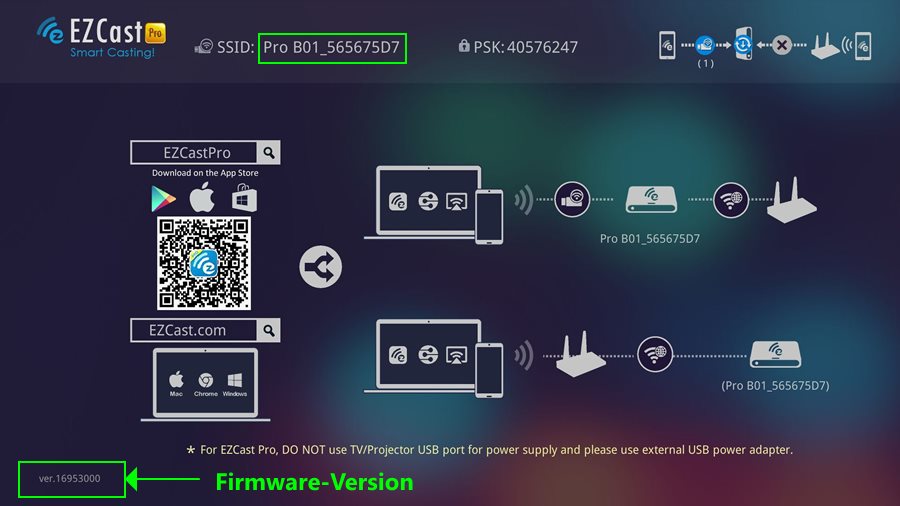 EZCast Pro
Smart Casting!
SSID: Pro B01_565675D7
PSK: 40576247
(1)
EZCastPro
Download on the App Store
EZCast.com
Mac Chrome Windows
Pro B01_565675D7
(Pro B01_565675D7)
* For EZCast Pro, DO NOT use TV/Projector USB port for power supply and please use external USB power adapter.
ver.16953000
Firmware-Version